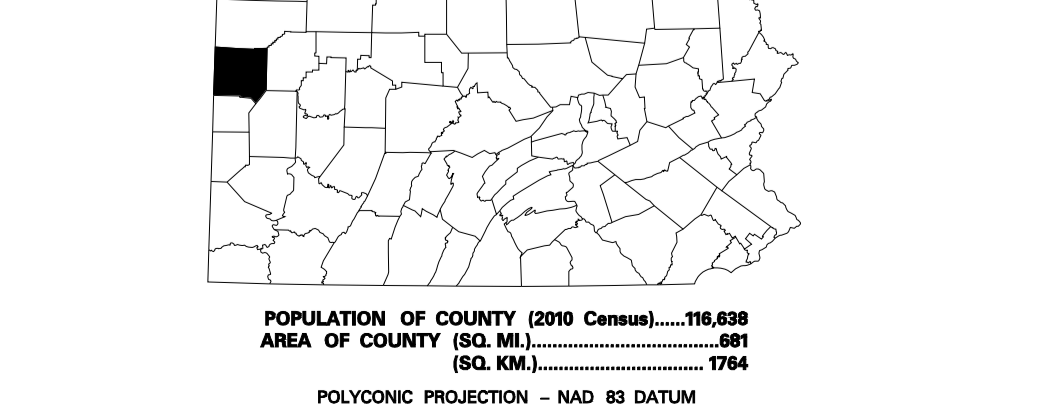 POPULATION OF COUNTY (2010 Census)......116,638
AREA OF COUNTY (SQ. MI.)....................................681
(SQ. KM.)................................ 1764
POLYCONIC PROJECTION – NAD 83 DATUM